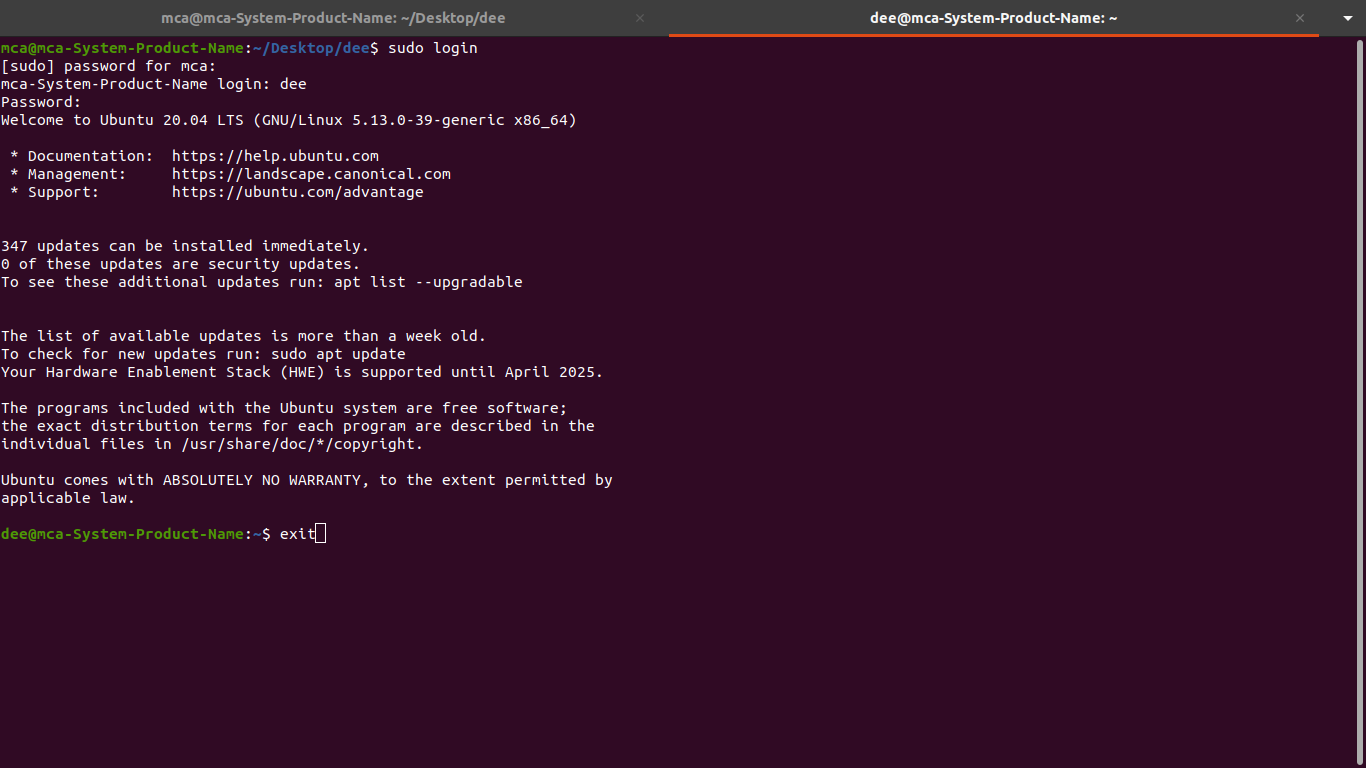 mca@mca-System-Product-Name: ~/Desktop/dee
dee@mca-System-Product-Name: ~
mca@mca-System-Product-Name:~/Desktop/dee$ sudo login
[sudo] password for mca:
mca-System-Product-Name login: dee
Password:
Welcome to Ubuntu 20.04 LTS (GNU/Linux 5.13.0-39-generic x86_64)
* Documentation:  https://help.ubuntu.com
* Management:     https://landscape.canonical.com
* Support:        https://ubuntu.com/advantage
347 updates can be installed immediately.
0 of these updates are security updates.
To see these additional updates run: apt list --upgradable
The list of available updates is more than a week old.
To check for new updates run: sudo apt update
Your Hardware Enablement Stack (HWE) is supported until April 2025.
The programs included with the Ubuntu system are free software;
the exact distribution terms for each program are described in the
individual files in /usr/share/doc/*/copyright.
Ubuntu comes with ABSOLUTELY NO WARRANTY, to the extent permitted by
applicable law.
dee@mca-System-Product-Name:~$ exit